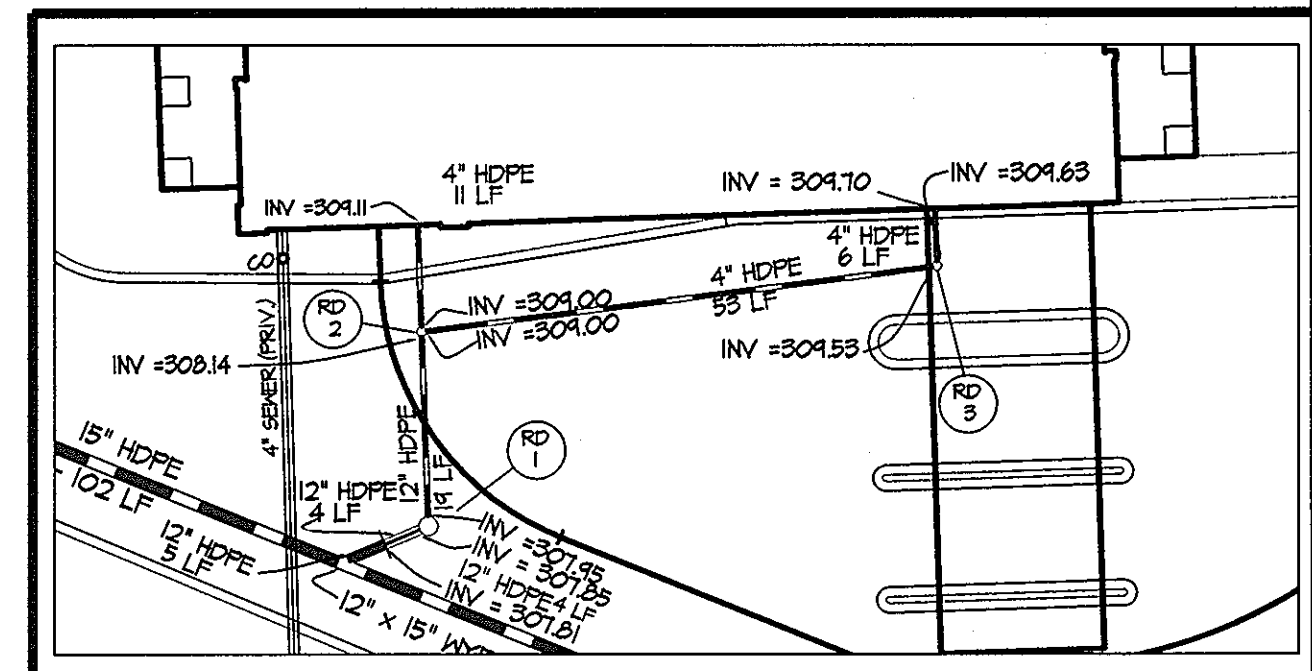 4" HDPE
11 LF
INV =309.11
INV = 309.70
INV =309.63
4" HDPE
6 LF
4" HDPE
53 LF
RD
2
INV =309.00
INV =309.00
INV =308.14
INV =309.53
4" SEWER (PRIV.)
S
RD
3
12" HDPE
19 LF
RD
1
15" HDPE
102 LF
12" HDPE
4 LF
12" HDPE
5 LF
INV =307.95
INV = 307.85
12" HDPE 4 LF
INV = 307.81
12" x 15"